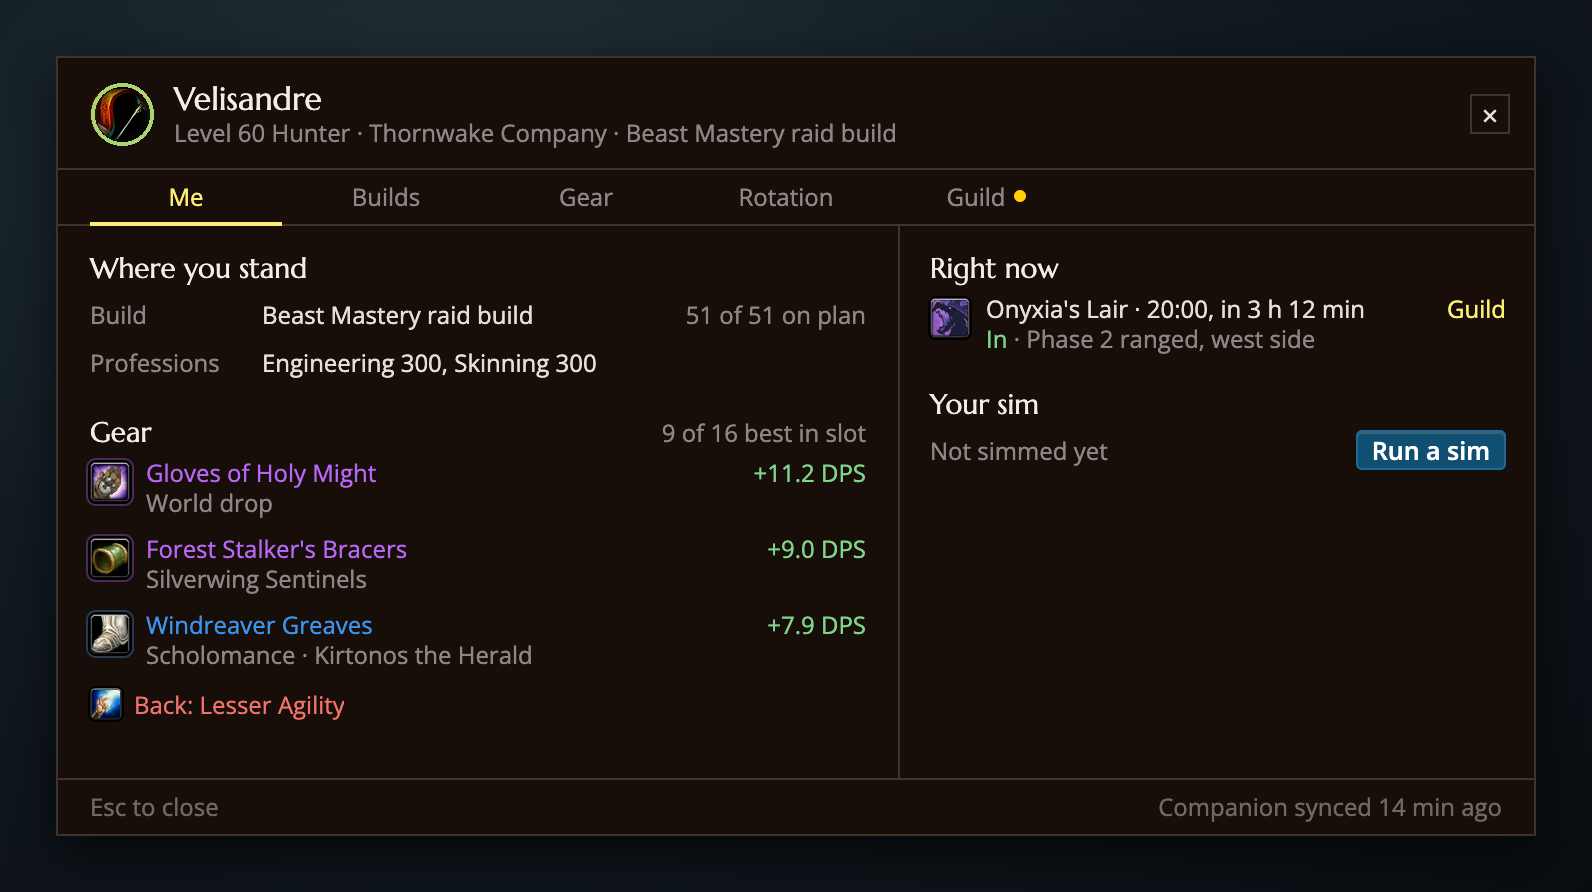 Velisandre
Level 60 Hunter · Thornwake Company · Beast Mastery raid build
×
Me
Builds
Gear
Rotation
Guild
Where you stand
Build
Beast Mastery raid build
51 of 51 on plan
Professions
Engineering 300, Skinning 300
Gear
9 of 16 best in slot
Gloves of Holy Might
+11.2 DPS
World drop
Forest Stalker's Bracers
+9.0 DPS
Silverwing Sentinels
Windreaver Greaves
+7.9 DPS
Scholomance · Kirtonos the Herald
Back: Lesser Agility
Right now
Onyxia's Lair · 20:00, in 3 h 12 min
Guild
In · Phase 2 ranged, west side
Your sim
Not simmed yet
Run a sim
Esc to close
Companion synced 14 min ago